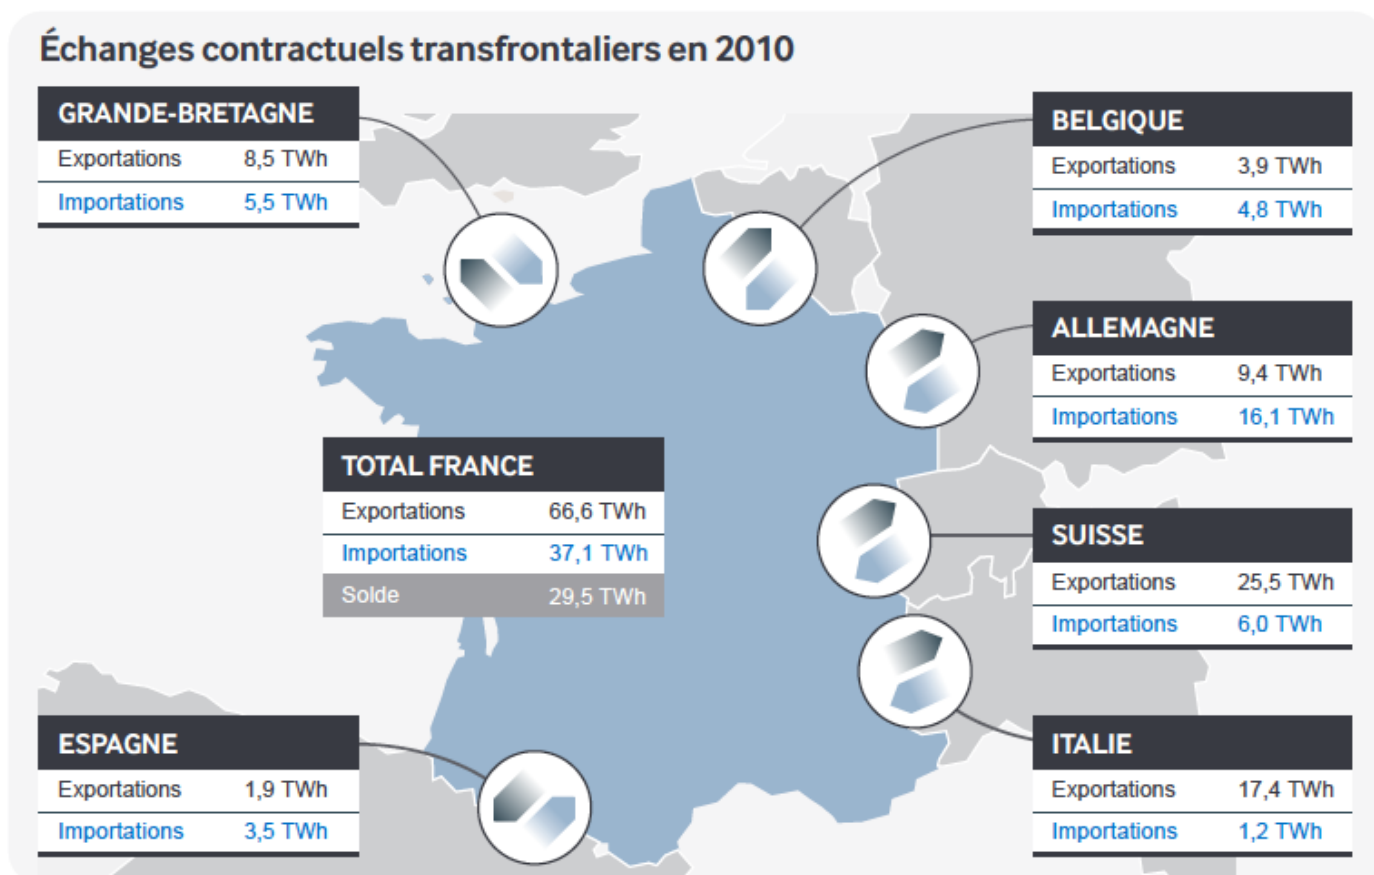 Échanges contractuels transfrontaliers en 2010
GRANDE-BRETAGNE
Exportations 8,5 TWh
Importations 5,5 TWh
BELGIQUE
Exportations 3,9 TWh
Importations 4,8 TWh
ALLEMAGNE
Exportations 9,4 TWh
Importations 16,1 TWh
TOTAL FRANCE
Exportations 66,6 TWh
Importations 37,1 TWh
Solde 29,5 TWh
SUISSE
Exportations 25,5 TWh
Importations 6,0 TWh
ESPAGNE
Exportations 1,9 TWh
Importations 3,5 TWh
ITALIE
Exportations 17,4 TWh
Importations 1,2 TWh